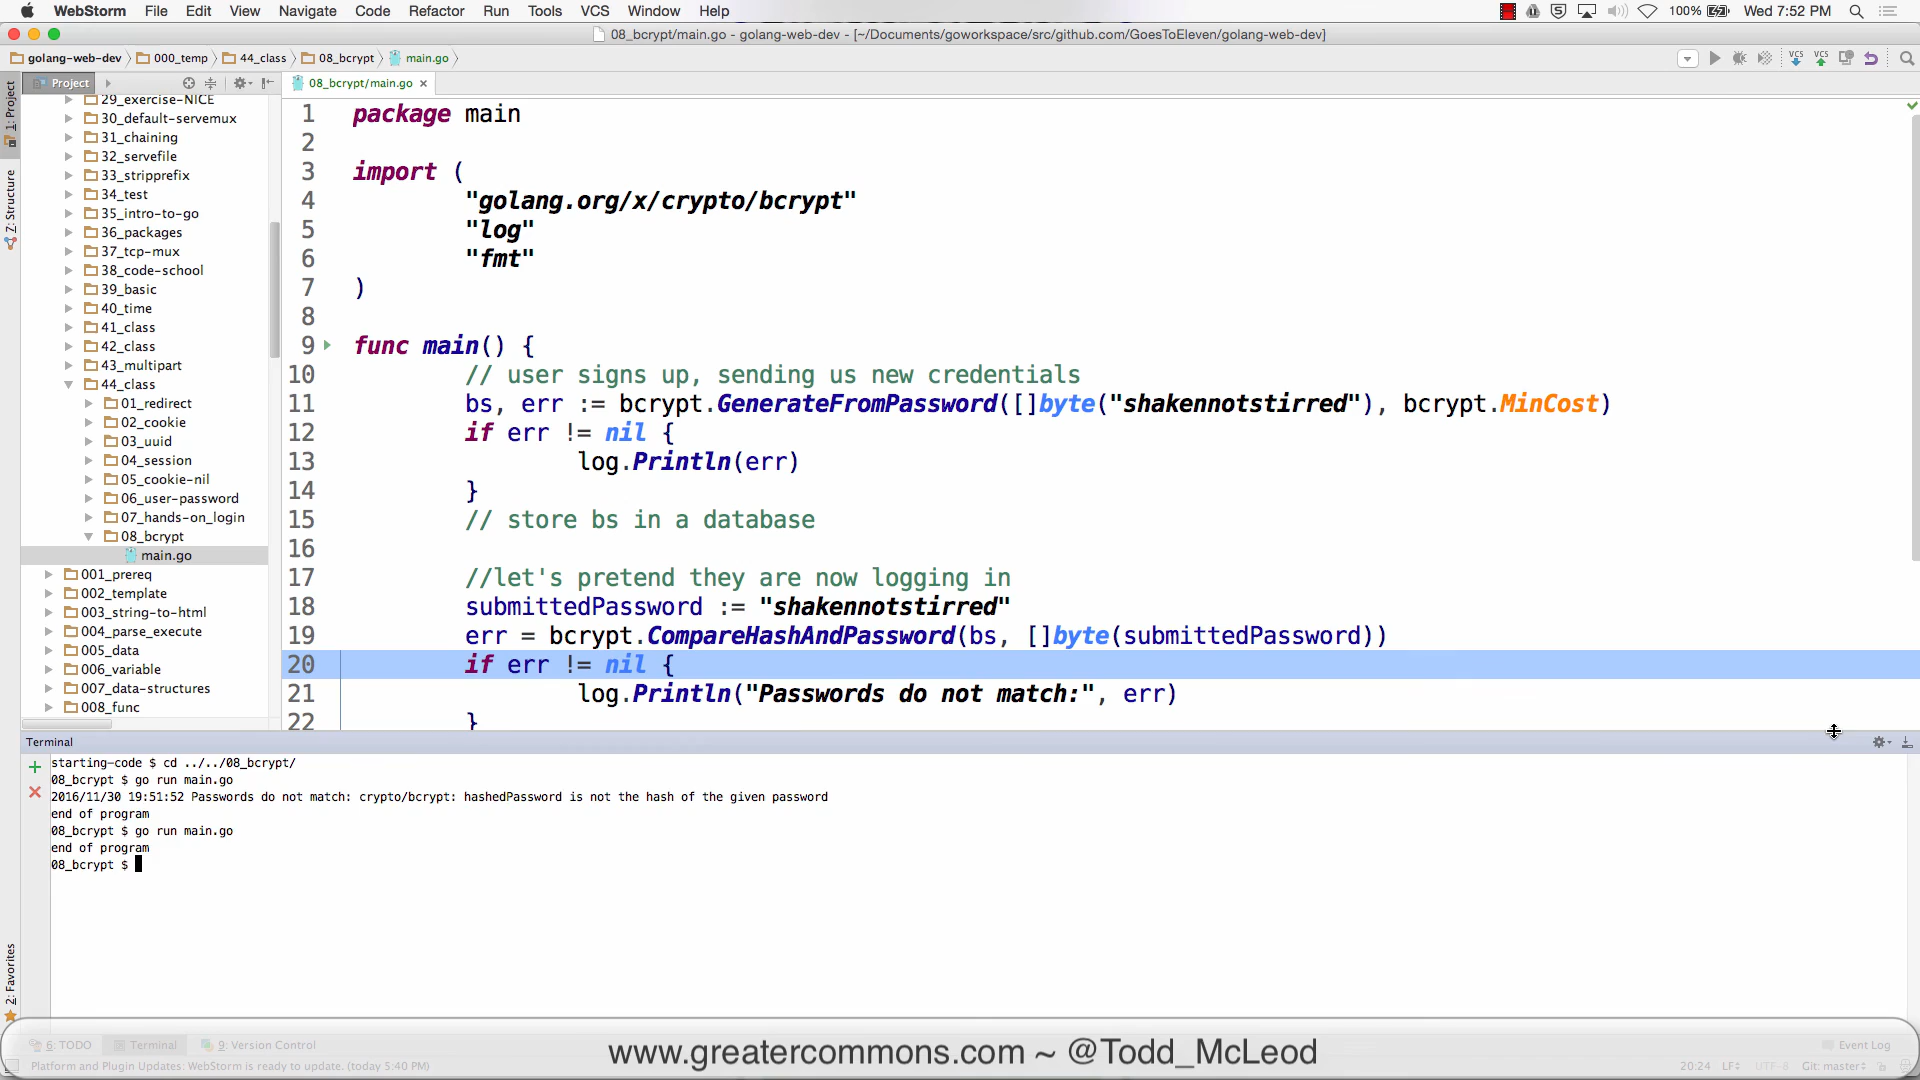 WebStorm File Edit View Navigate Code Refactor Run Tools VCS Window Help 100% Wed 7:52 PM
08_bcrypt/main.go - golang-web-dev - [~/Documents/goworkspace/src/github.com/GoesToEleven/golang-web-dev]
golang-web-dev 000_temp 44_class 08_bcrypt main.go
1: Project
Z: Structure
2: Favorites
Project
29_exercise-NICE
30_default-servemux
31_chaining
32_servefile
33_stripprefix
34_test
35_intro-to-go
36_packages
37_tcp-mux
38_code-school
39_basic
40_time
41_class
42_class
43_multipart
44_class
01_redirect
02_cookie
03_uuid
04_session
05_cookie-nil
06_user-password
07_hands-on_login
08_bcrypt
main.go
001_prereq
002_template
003_string-to-html
004_parse_execute
005_data
006_variable
007_data-structures
008_func
08_bcrypt/main.go
1 package main
2
3 import (
4 "golang.org/x/crypto/bcrypt"
5 "log"
6 "fmt"
7 )
8
9 func main() {
10 // user signs up, sending us new credentials
11 bs, err := bcrypt.GenerateFromPassword([]byte("shakennotstirred"), bcrypt.MinCost)
12 if err != nil {
13 log.Println(err)
14 }
15 // store bs in a database
16
17 //let's pretend they are now logging in
18 submittedPassword := "shakennotstirred"
19 err = bcrypt.CompareHashAndPassword(bs, []byte(submittedPassword))
20 if err != nil {
21 log.Println("Passwords do not match:", err)
22 }
Terminal
starting-code $ cd ../../08_bcrypt/
08_bcrypt $ go run main.go
2016/11/30 19:51:52 Passwords do not match: crypto/bcrypt: hashedPassword is not the hash of the given password
end of program
08_bcrypt $ go run main.go
end of program
08_bcrypt $
6: TODO Terminal 9: Version Control Event Log
www.greatercommons.com ~ @Todd_McLeod
Platform and Plugin Updates: WebStorm is ready to update. (today 5:40 PM) 20:24 LF UTF-8 Git: master